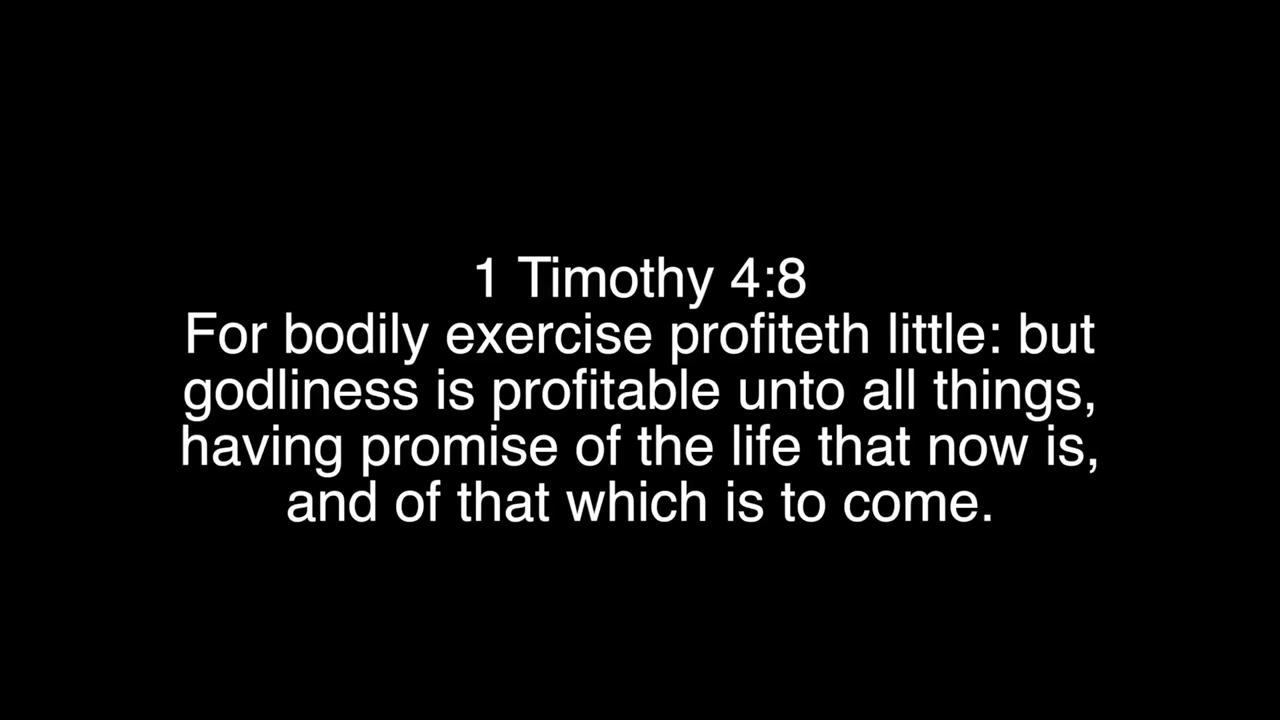 1 Timothy 4:8
For bodily exercise profiteth little: but
godliness is profitable unto all things,
having promise of the life that now is,
and of that which is to come.